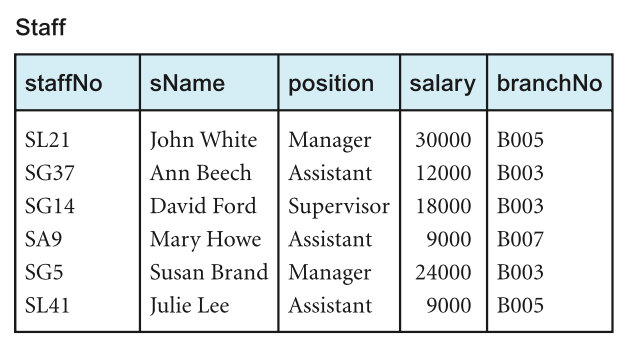 Staff
staffNo sName position salary branchNo
SL21 John White Manager 30000 B005
SG37 Ann Beech Assistant 12000 B003
SG14 David Ford Supervisor 18000 B003
SA9 Mary Howe Assistant 9000 B007
SG5 Susan Brand Manager 24000 B003
SL41 Julie Lee Assistant 9000 B005